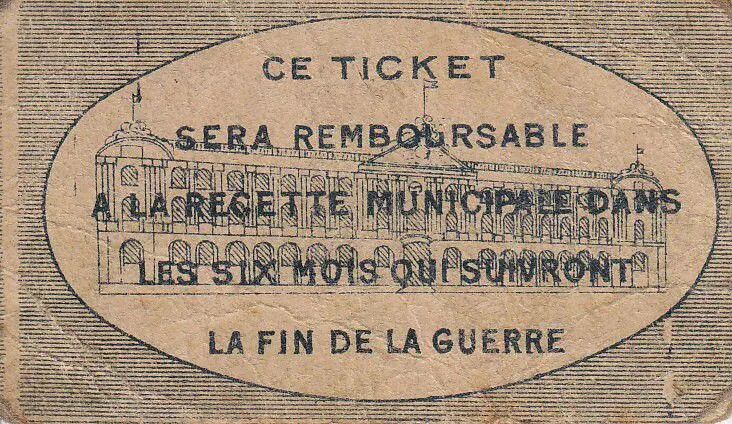 CE TICKET
SERA REMBOURSABLE
A LA RECETTE MUNICIPALE DANS
LES SIX MOIS QUI SUIVRONT
LA FIN DE LA GUERRE